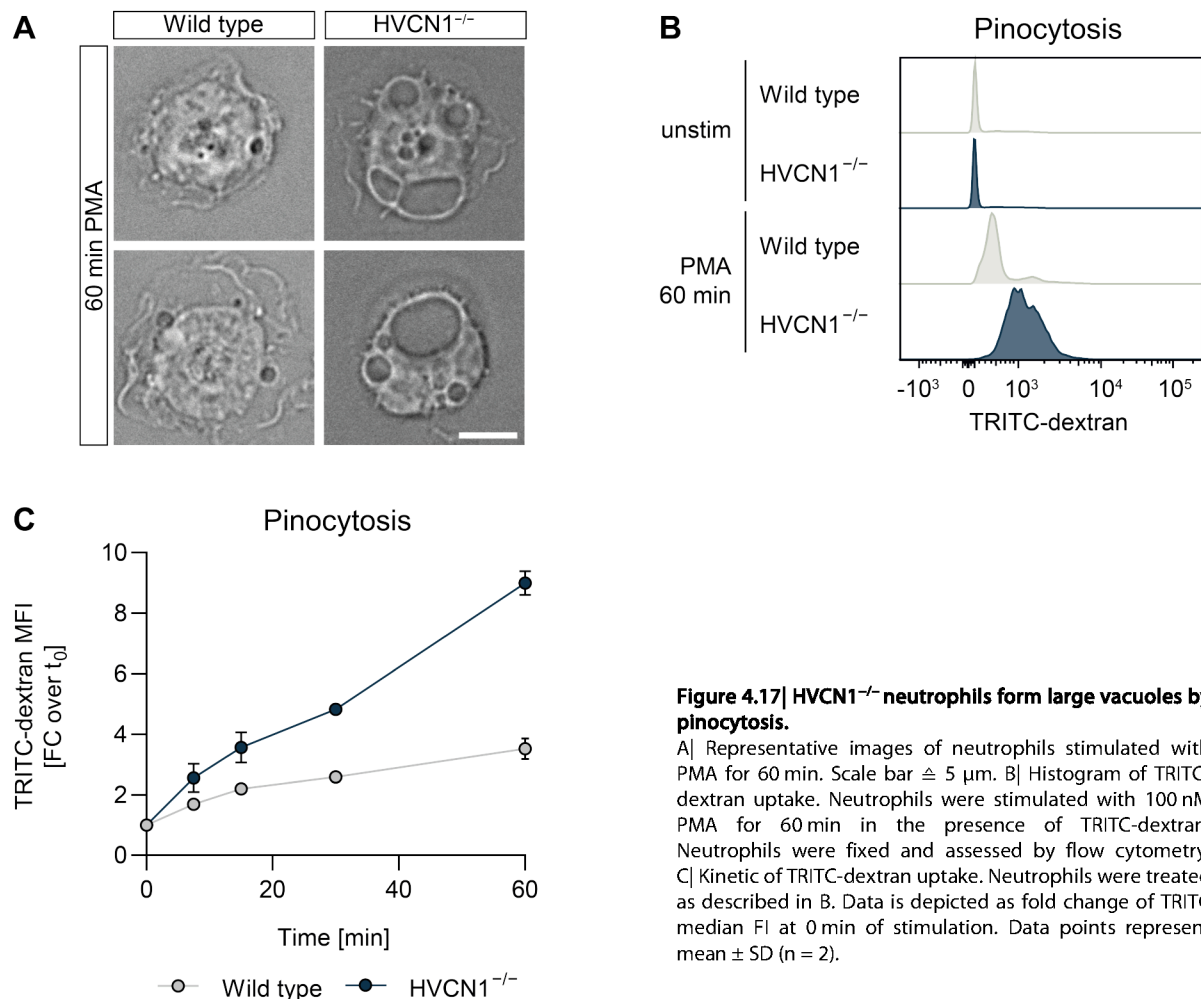 A
Wild type
HVCN1⁻/⁻
60 min PMA
B
Pinocytosis
unstim
Wild type
HVCN1⁻/⁻
PMA
60 min
Wild type
HVCN1⁻/⁻
-10³ 0 10³ 10⁴ 10⁵
TRITC-dextran
C
Pinocytosis
TRITC-dextran MFI
[FC over t₀]
10
8
6
4
2
0
0 20 40 60
Time [min]
Wild type HVCN1⁻/⁻
Figure 4.17| HVCN1⁻/⁻ neutrophils form large vacuoles by
pinocytosis.
A| Representative images of neutrophils stimulated with
PMA for 60 min. Scale bar ≙ 5 µm. B| Histogram of TRITC-
dextran uptake. Neutrophils were stimulated with 100 nM
PMA for 60 min in the presence of TRITC-dextran
Neutrophils were fixed and assessed by flow cytometry
C| Kinetic of TRITC-dextran uptake. Neutrophils were treated
as described in B. Data is depicted as fold change of TRITC
median FI at 0 min of stimulation. Data points represent
mean ± SD (n = 2).